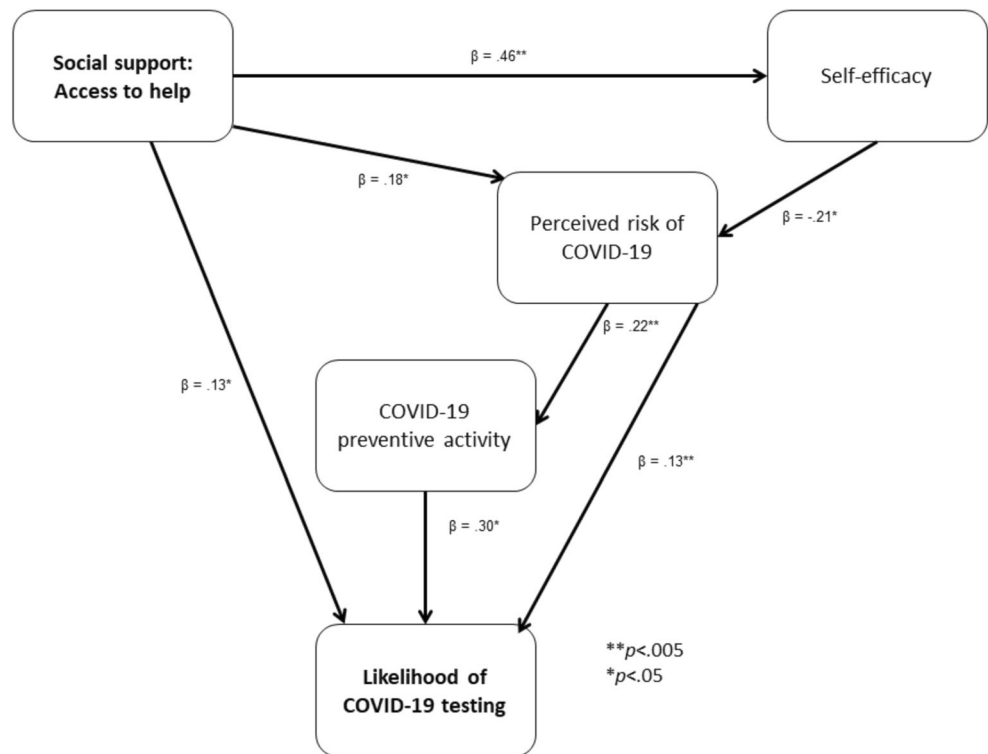 Social support:
Access to help
β = .46**
Self-efficacy
β = .18*
Perceived risk of
COVID-19
β = -.21*
β = .22**
β = .13*
COVID-19
preventive activity
β = .13**
β = .30*
Likelihood of
COVID-19 testing
**p<.005
*p<.05